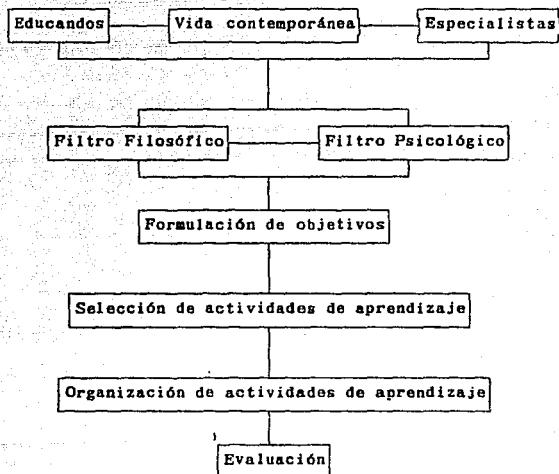 Educandos
Vida contemporánea
Especialistas
Filtro Filosófico
Filtro Psicológico
Formulación de objetivos
Selección de actividades de aprendizaje
Organización de actividades de aprendizaje
Evaluación